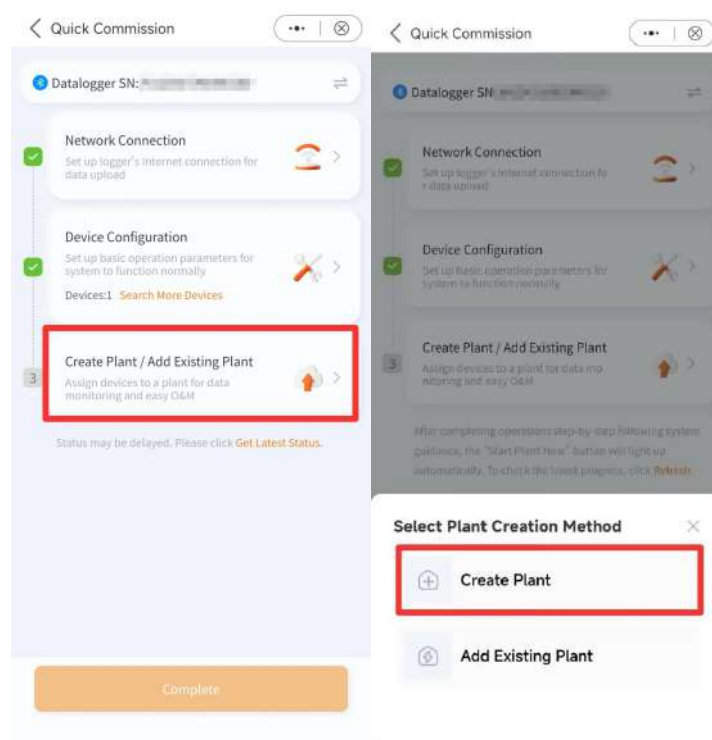 Quick Commission
Datalogger SN:
Network Connection
Set up logger's internet connection for
data upload
Device Configuration
Set up basic operation parameters for
system to function normally
Devices:1 Search More Devices
3
Create Plant / Add Existing Plant
Assign devices to a plant for data
monitoring and easy O&M
Status may be delayed. Please click Get Latest Status.
Complete
Quick Commission
Datalogger SN
Network Connection
Set up logger's internet connection fo
r data upload
Device Configuration
Set up basic operation parameters for
system to function normally
3
Create Plant / Add Existing Plant
Assign devices to a plant for data mo
nitoring and easy O&M
After completing operations step-by-step following system
guidance, the "Start Plant Now" button will light up
automatically. To check the latest progress, click Refresh
Select Plant Creation Method
Create Plant
Add Existing Plant